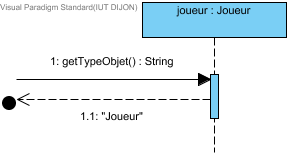 Visual Paradigm Standard(IUT DIJON)
joueur : Joueur
1: getTypeObjet() : String
1.1: "Joueur"